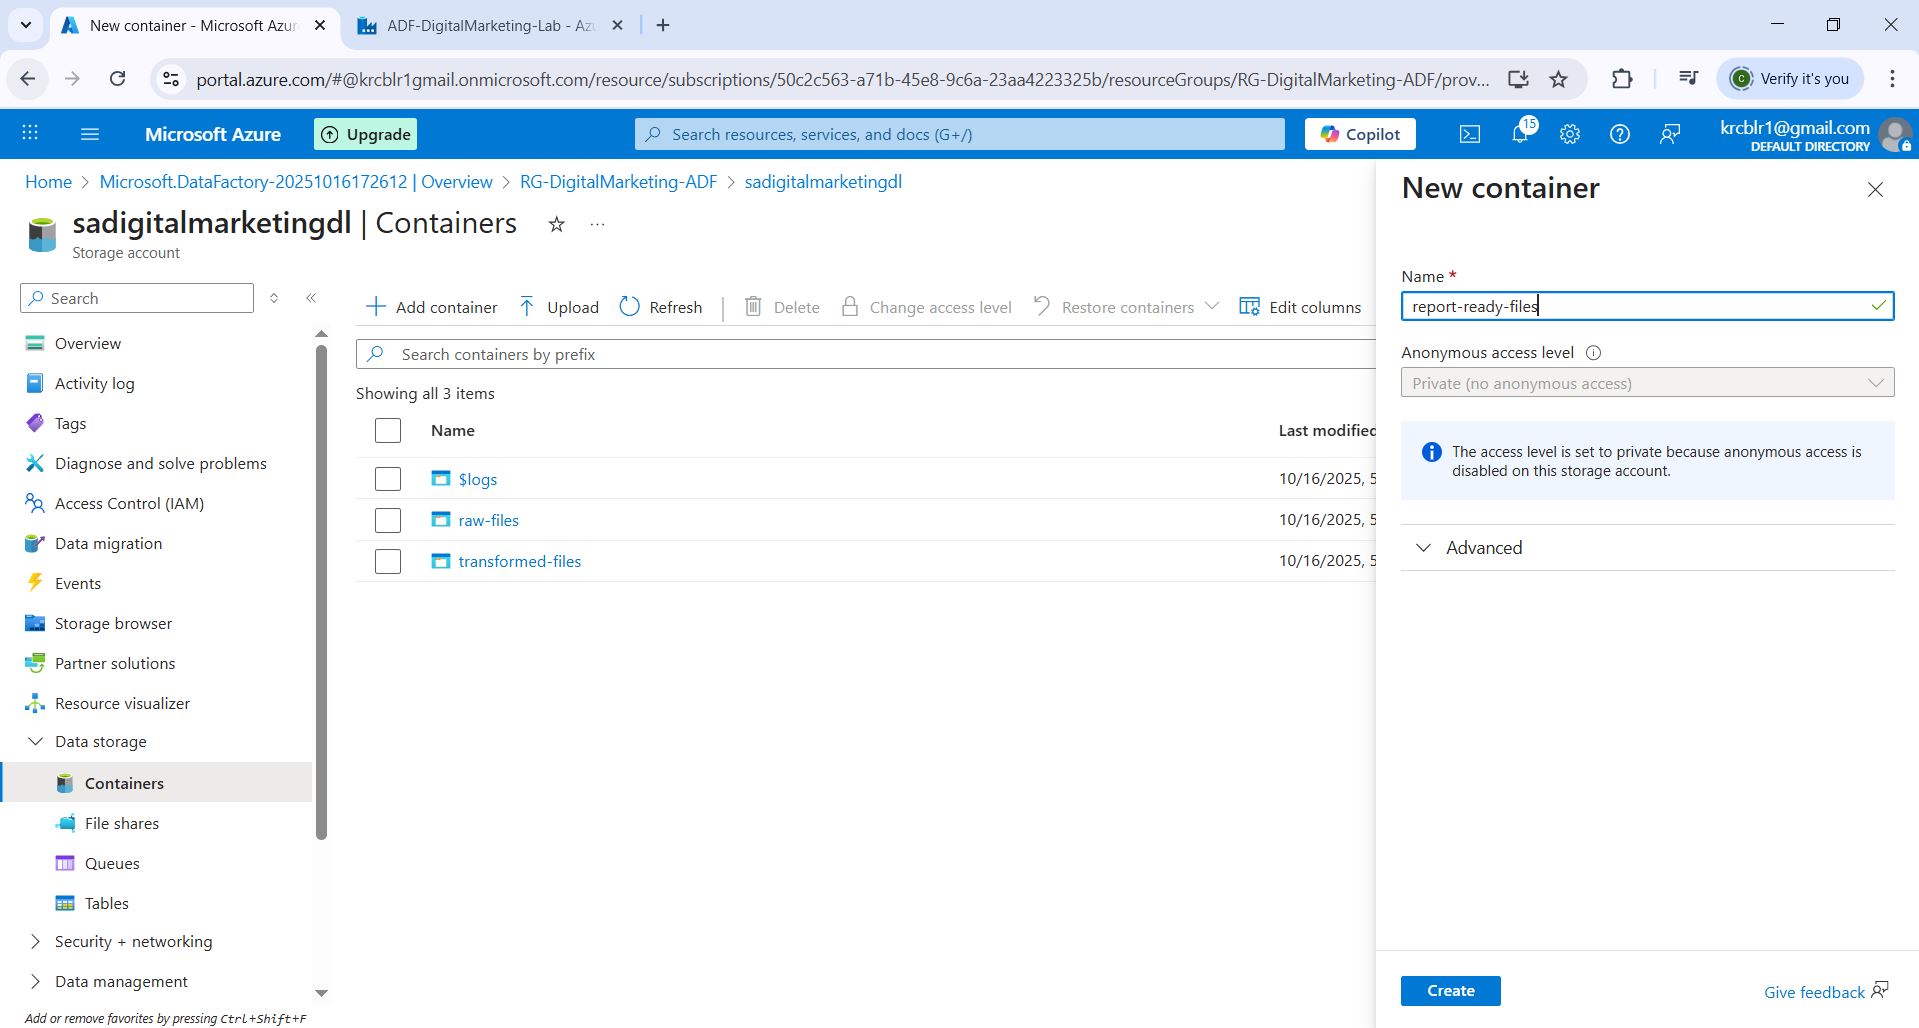 New container - Microsoft Azur
ADF-DigitalMarketing-Lab - Az
portal.azure.com/#@krcblr1gmail.onmicrosoft.com/resource/subscriptions/50c2c563-a71b-45e8-9c6a-23aa4223325b/resourceGroups/RG-DigitalMarketing-ADF/prov...
C Verify it's you
Microsoft Azure
Upgrade
Search resources, services, and docs (G+/)
Copilot
15
krcblr1@gmail.com
DEFAULT DIRECTORY
Home > Microsoft.DataFactory-20251016172612 | Overview > RG-DigitalMarketing-ADF > sadigitalmarketingdl
sadigitalmarketingdl | Containers
Storage account
Search
Overview
Activity log
Tags
Diagnose and solve problems
Access Control (IAM)
Data migration
Events
Storage browser
Partner solutions
Resource visualizer
Data storage
Containers
File shares
Queues
Tables
Security + networking
Data management
Add or remove favorites by pressing Ctrl+Shift+F
Add container Upload Refresh Delete Change access level Restore containers Edit columns
Search containers by prefix
Showing all 3 items
Name Last modified
$logs 10/16/2025, 5
raw-files 10/16/2025, 5
transformed-files 10/16/2025, 5
New container
Name *
report-ready-files
Anonymous access level
Private (no anonymous access)
The access level is set to private because anonymous access is
disabled on this storage account.
Advanced
Create
Give feedback